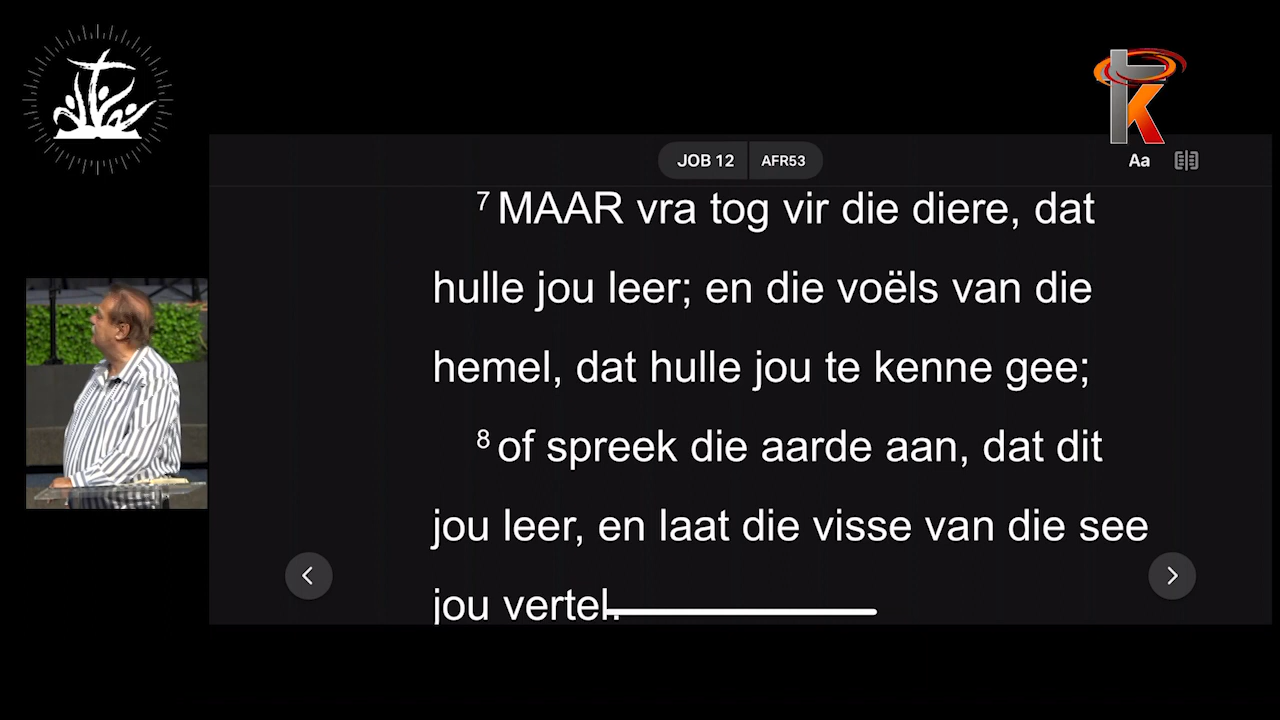 JOB 12 AFR53
Aa
7 MAAR vra tog vir die diere, dat
hulle jou leer; en die voëls van die
hemel, dat hulle jou te kenne gee;
8 of spreek die aarde aan, dat dit
jou leer, en laat die visse van die see
jou vertel.